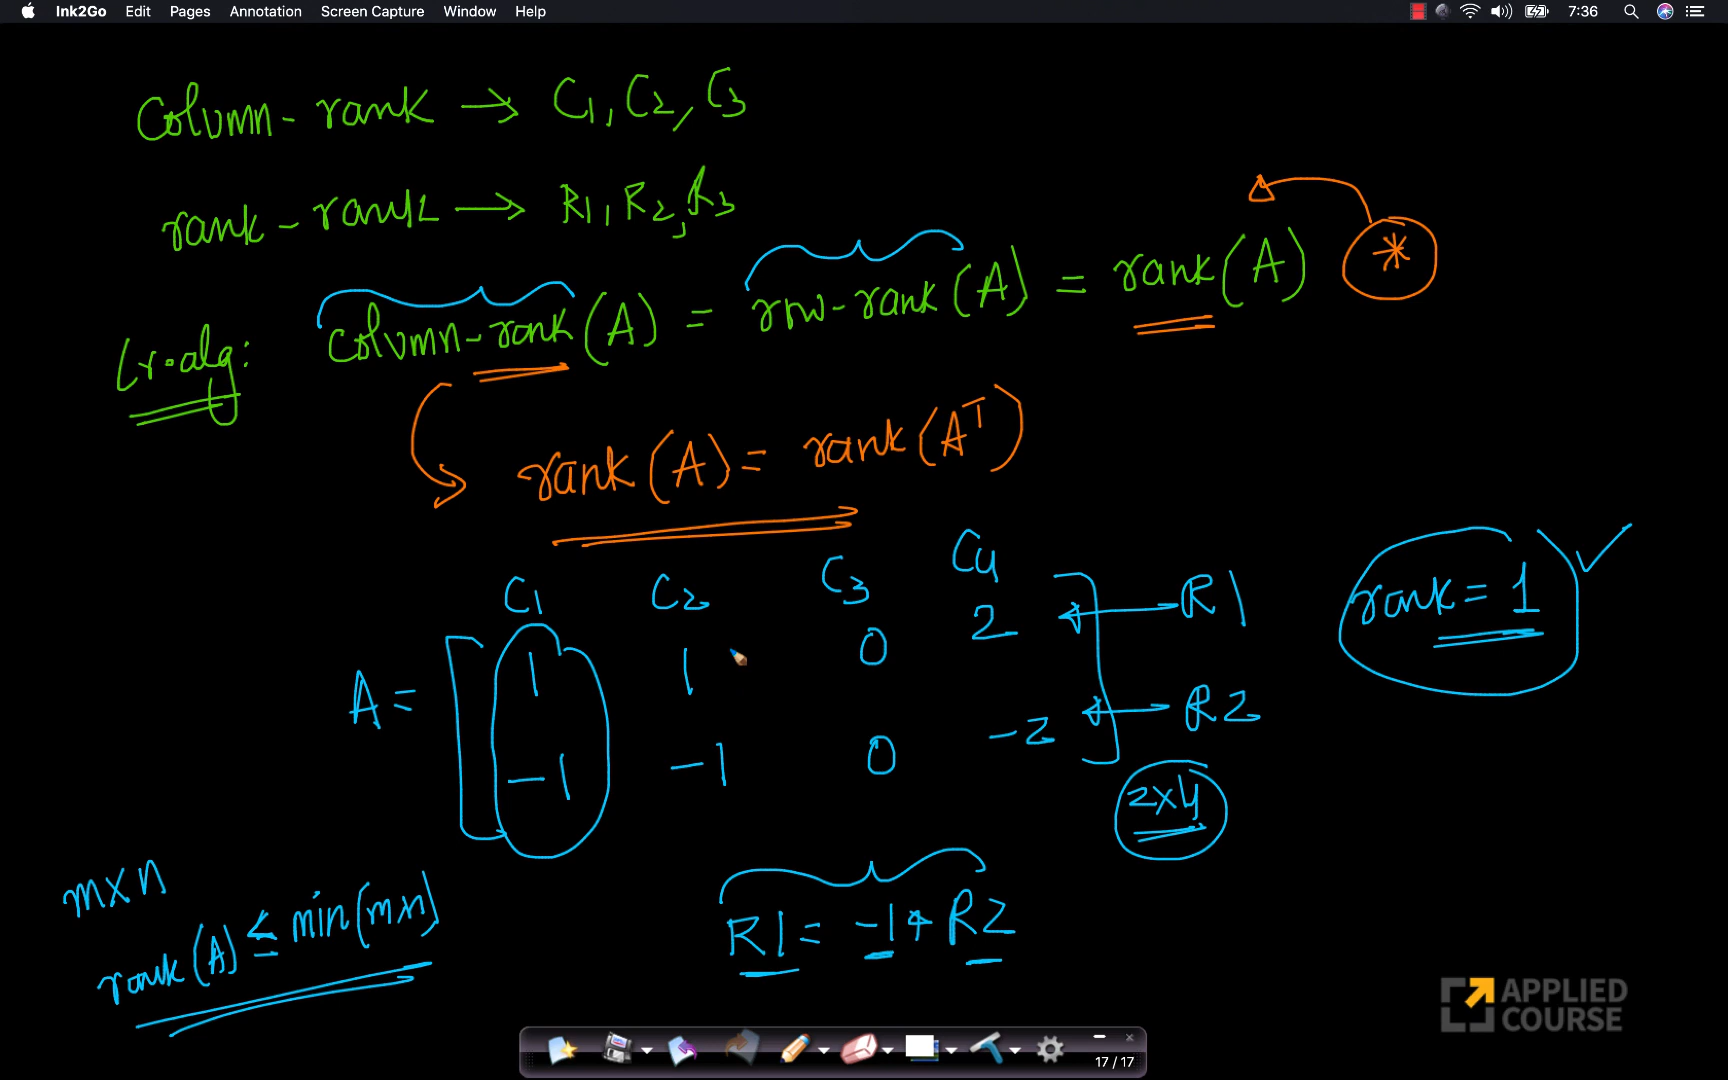 Ink2Go Edit Pages Annotation Screen Capture Window Help 7:36
Column-rank → C1, C2, C3
rank-rank → R1, R2, R3
Lr-alg: Column-rank(A) = row-rank(A) = rank(A) *
rank(A) = rank(A^T)
C1 C2 C3 C4
A = [ 1 1 0 2 ] ↔ R1
-1 -1 0 -2 ↔ R2
2x4
rank = 1 ✓
mxn
rank(A) ≤ min(m,n)
R1 = -1 * R2
APPLIED
COURSE
17 / 17